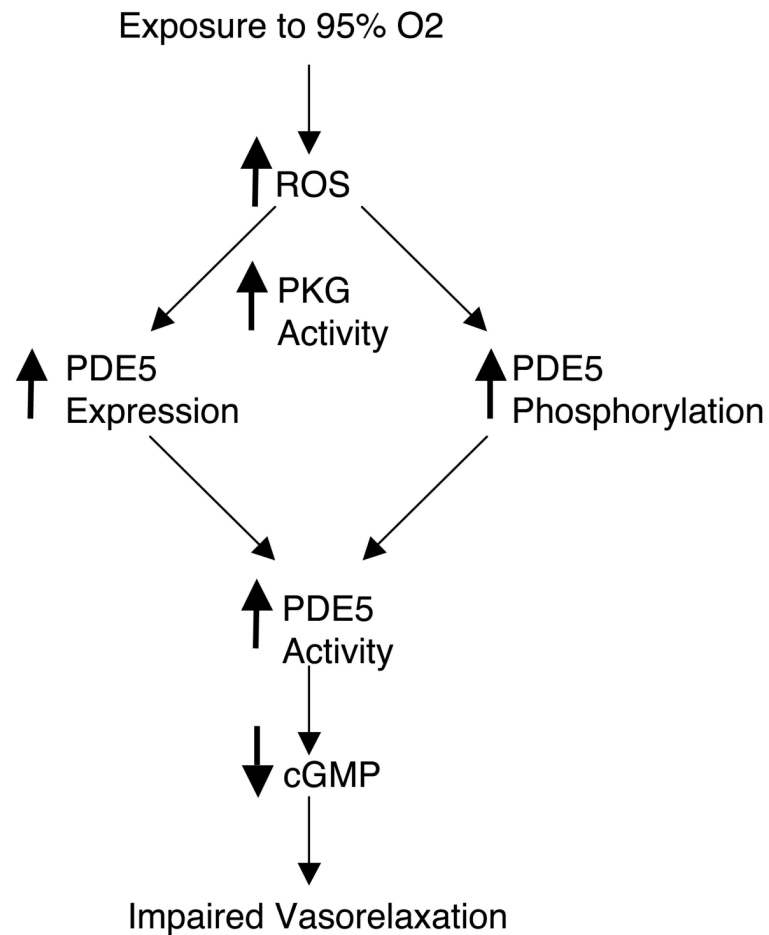 Exposure to 95% O2
ROS
PKG
Activity
PDE5
Expression
PDE5
Phosphorylation
PDE5
Activity
cGMP
Impaired Vasorelaxation